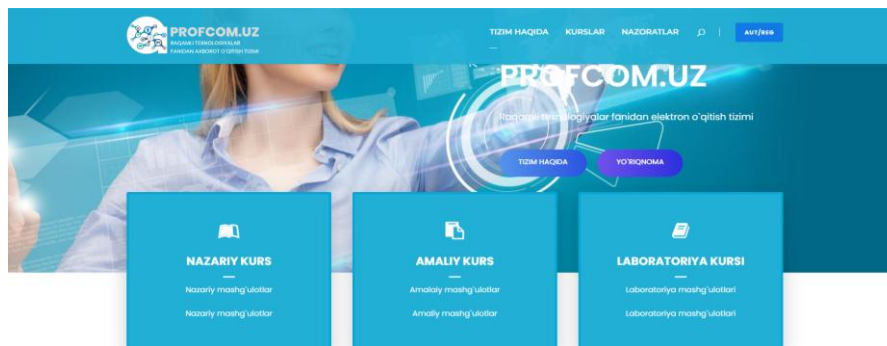 PROFCOM.UZ
RAQAMLI TEXNOLOGIYALAR
FANIDAN AXBOROT O'QITISH TIZIMI
TIZIM HAQIDA KURSLAR NAZORATLAR AUT/REG
PROFCOM.UZ
Raqamli texnologiyalar fanidan elektron o`qitish tizimi
TIZIM HAQIDA YO'RIQNOMA
NAZARIY KURS
Nazariy mashg`ulotlar
Nazariy mashg`ulotlar
AMALIY KURS
Amalaiy mashg`ulotlar
Amaliy mashg`ulotlar
LABORATORIYA KURSI
Laboratoriya mashg`ulotlari
Laboratoriya mashg`ulotlari